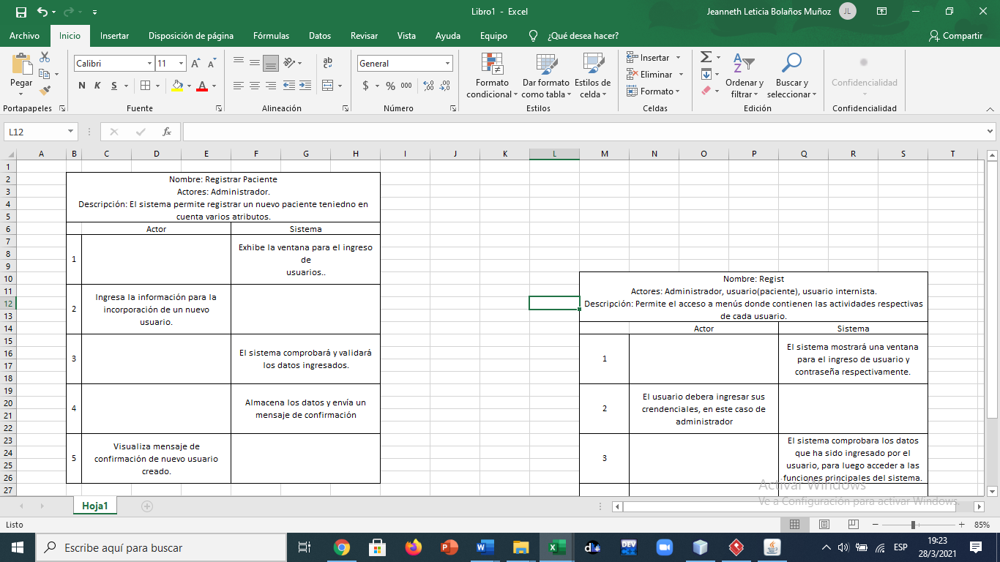 Libro1 - Excel
Jeanneth Leticia Bolaños Muñoz
JL
Archivo
Inicio
Insertar
Disposición de página
Fórmulas
Datos
Revisar
Vista
Ayuda
Equipo
¿Qué desea hacer?
Compartir
Pegar
Portapapeles
Calibri
11
N K S
Fuente
ab
Alineación
General
$ % 000
Número
Formato
condicional
Dar formato
como tabla
Estilos de
celda
Estilos
Insertar
Eliminar
Formato
Celdas
Ordenar y
filtrar
Buscar y
seleccionar
Edición
Confidencialidad
Confidencialidad
L12
fx
A B C D E F G H I J K L M N O P Q R S T
1
2
3
4
5
6
7
8
9
10
11
12
13
14
15
16
17
18
19
20
21
22
23
24
25
26
27
Nombre: Registrar Paciente
Actores: Administrador.
Descripción: El sistema permite registrar un nuevo paciente teniedno en
cuenta varios atributos.
Actor
Sistema
1
Exhibe la ventana para el ingreso
de
usuarios..
2
Ingresa la información para la
incorporación de un nuevo
usuario.
3
El sistema comprobará y validará
los datos ingresados.
4
Almacena los datos y envía un
mensaje de confirmación
5
Visualiza mensaje de
confirmación de nuevo usuario
creado.
Nombre: Regist
Actores: Administrador, usuario(paciente), usuario internista.
Descripción: Permite el acceso a menús donde contienen las actividades respectivas
de cada usuario.
Actor
Sistema
1
El sistema mostrará una ventana
para el ingreso de usuario y
contraseña respectivamente.
2
El usuario debera ingresar sus
crendenciales, en este caso de
administrador
3
El sistema comprobara los datos
que ha sido ingresado por el
usuario, para luego acceder a las
funciones principales del sistema.
Activar Windows
Ve a Configuración para activar Windows.
Hoja1
Listo
85%
Escribe aquí para buscar
DEV
ESP
19:23
28/3/2021